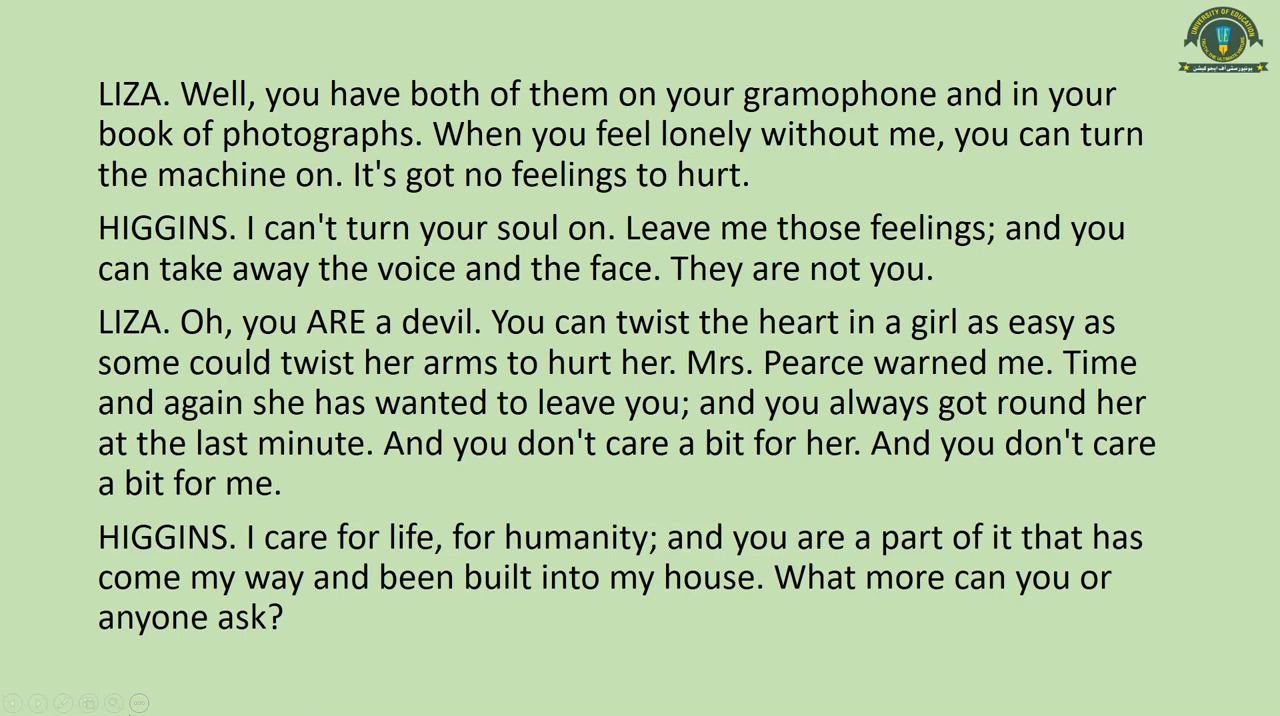 UNIVERSITY OF EDUCATION
UE
یونیورسٹی آف ایجوکیشن
LIZA. Well, you have both of them on your gramophone and in your
book of photographs. When you feel lonely without me, you can turn
the machine on. It's got no feelings to hurt.
HIGGINS. I can't turn your soul on. Leave me those feelings; and you
can take away the voice and the face. They are not you.
LIZA. Oh, you ARE a devil. You can twist the heart in a girl as easy as
some could twist her arms to hurt her. Mrs. Pearce warned me. Time
and again she has wanted to leave you; and you always got round her
at the last minute. And you don't care a bit for her. And you don't care
a bit for me.
HIGGINS. I care for life, for humanity; and you are a part of it that has
come my way and been built into my house. What more can you or
anyone ask?